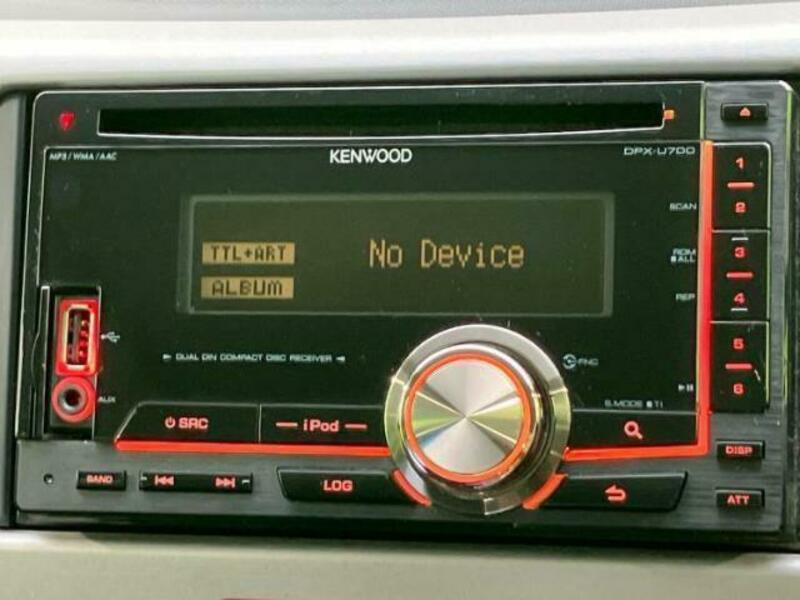 MP3/WMA/AAC
KENWOOD
DPX-U700
1
SCAN
2
RDM
ALL
3
REP
4
5
6
TTL+ART
No Device
ALBUM
DUAL DIN COMPACT DISC RECEIVER
FNC
AUX
S.MODE TI
SRC
iPod
DISP
BAND
LOG
ATT